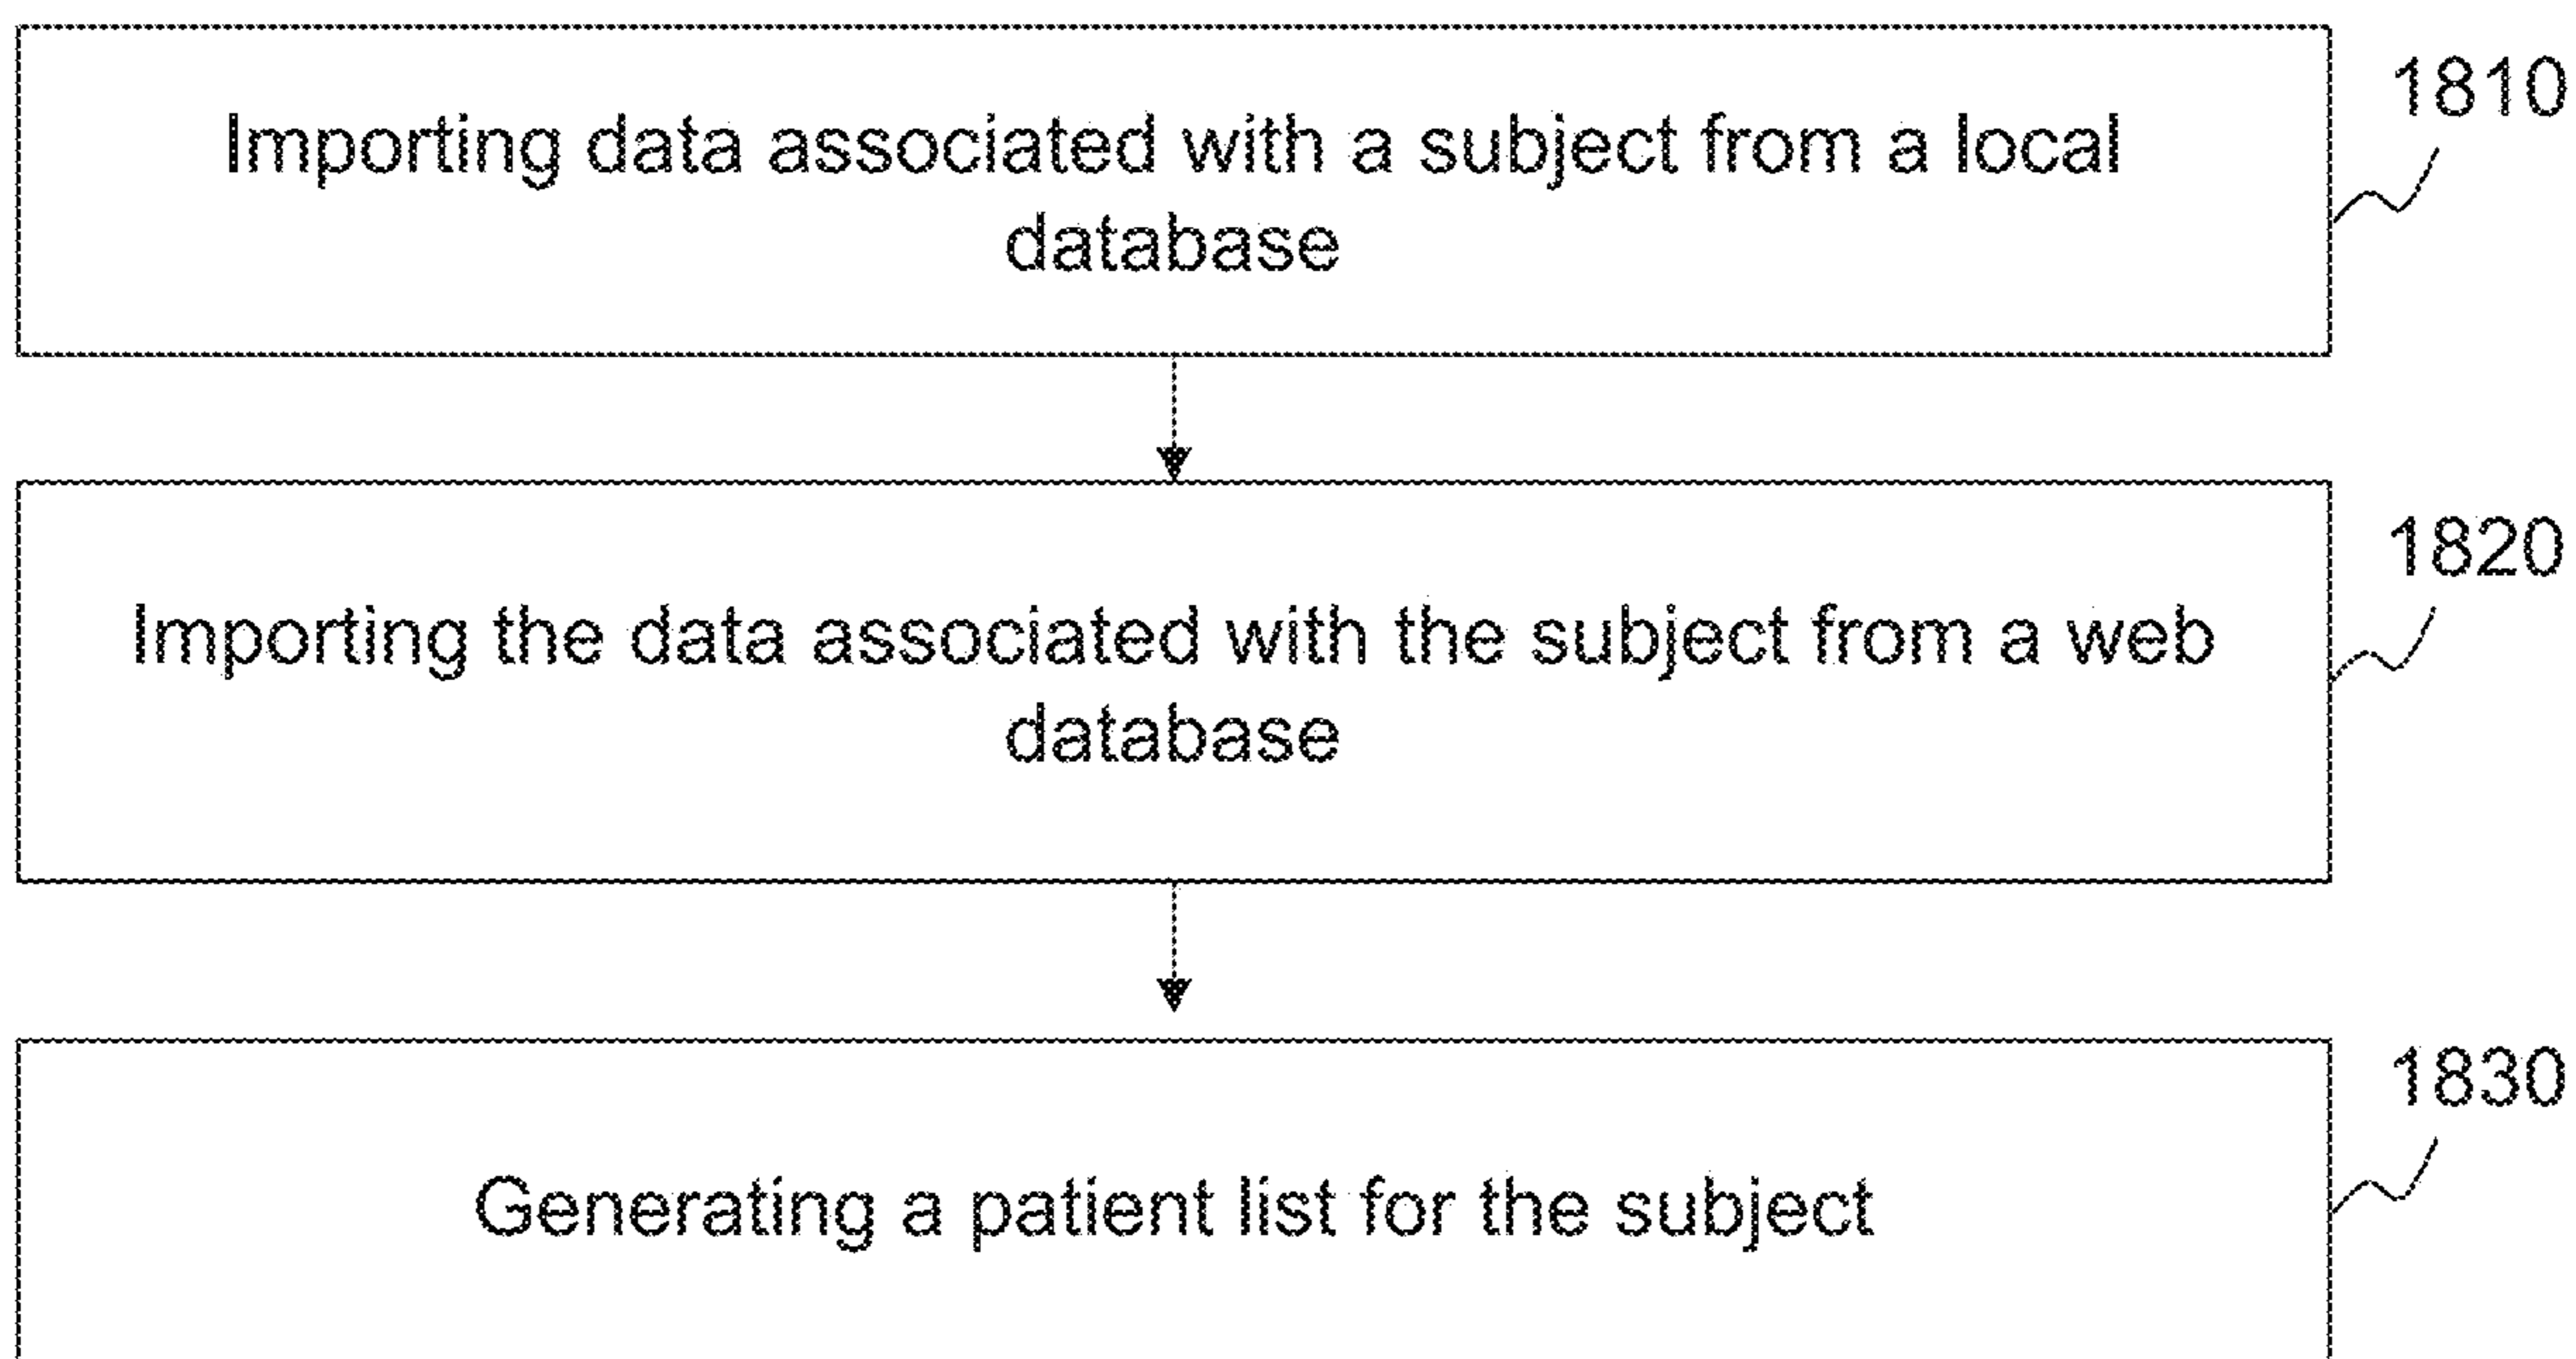 Importing data associated with a subject from a local
database
1810
Importing the data associated with the subject from a web
database
1820
Generating a patient list for the subject
1830